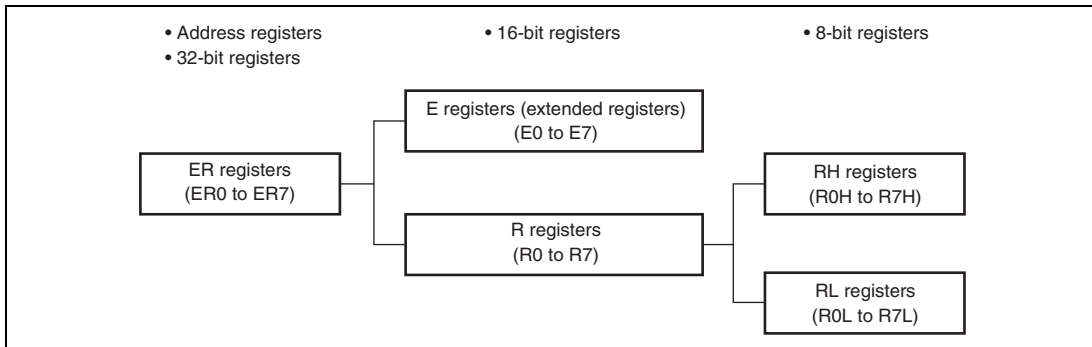 • Address registers
• 32-bit registers
• 16-bit registers
• 8-bit registers
E registers (extended registers)
(E0 to E7)
ER registers
(ER0 to ER7)
RH registers
(R0H to R7H)
R registers
(R0 to R7)
RL registers
(R0L to R7L)